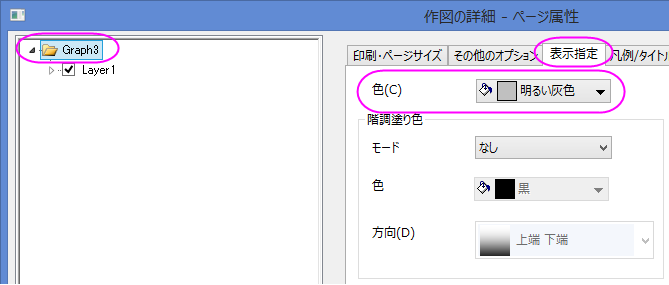 作図の詳細 - ページ属性
Graph3
Layer1
印刷・ページサイズ その他のオプション 表示指定 凡例/タイトル
色(C) 明るい灰色
階調塗り色
モード なし
色 黒
方向(D) 上端 下端